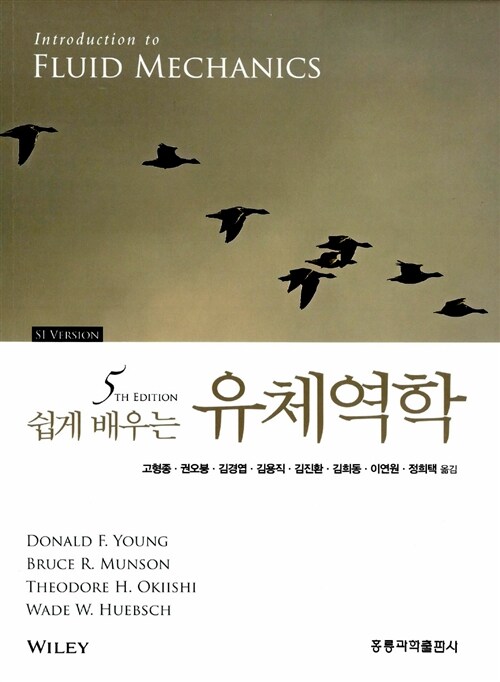 Introduction to
FLUID MECHANICS
SI VERSION
5TH EDITION
쉽게 배우는 유체역학
고형종 · 권오붕 · 김경엽 · 김용직 · 김진환 · 김희동 · 이연원 · 정희택 옮김
DONALD F. YOUNG
BRUCE R. MUNSON
THEODORE H. OKIISHI
WADE W. HUEBSCH
WILEY
홍릉과학출판사